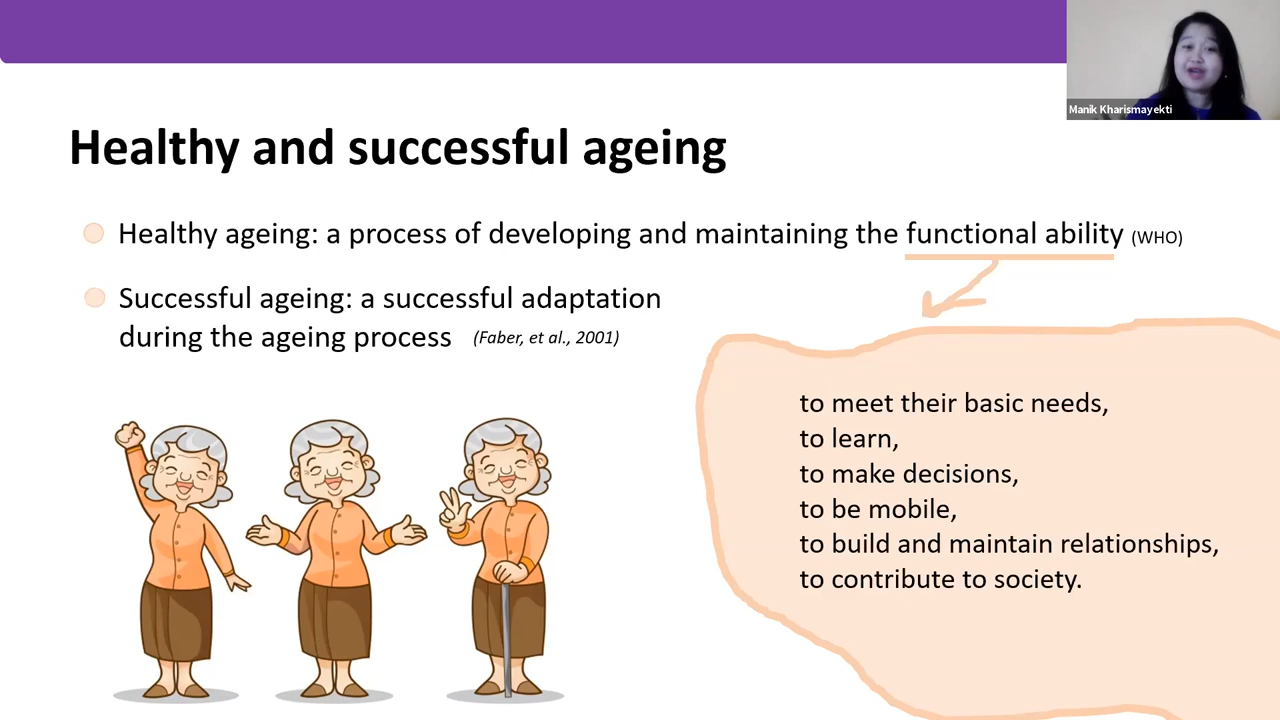 Manik Kharismayekti
Healthy and successful ageing
Healthy ageing: a process of developing and maintaining the functional ability (WHO)
Successful ageing: a successful adaptation
during the ageing process (Faber, et al., 2001)
to meet their basic needs,
to learn,
to make decisions,
to be mobile,
to build and maintain relationships,
to contribute to society.